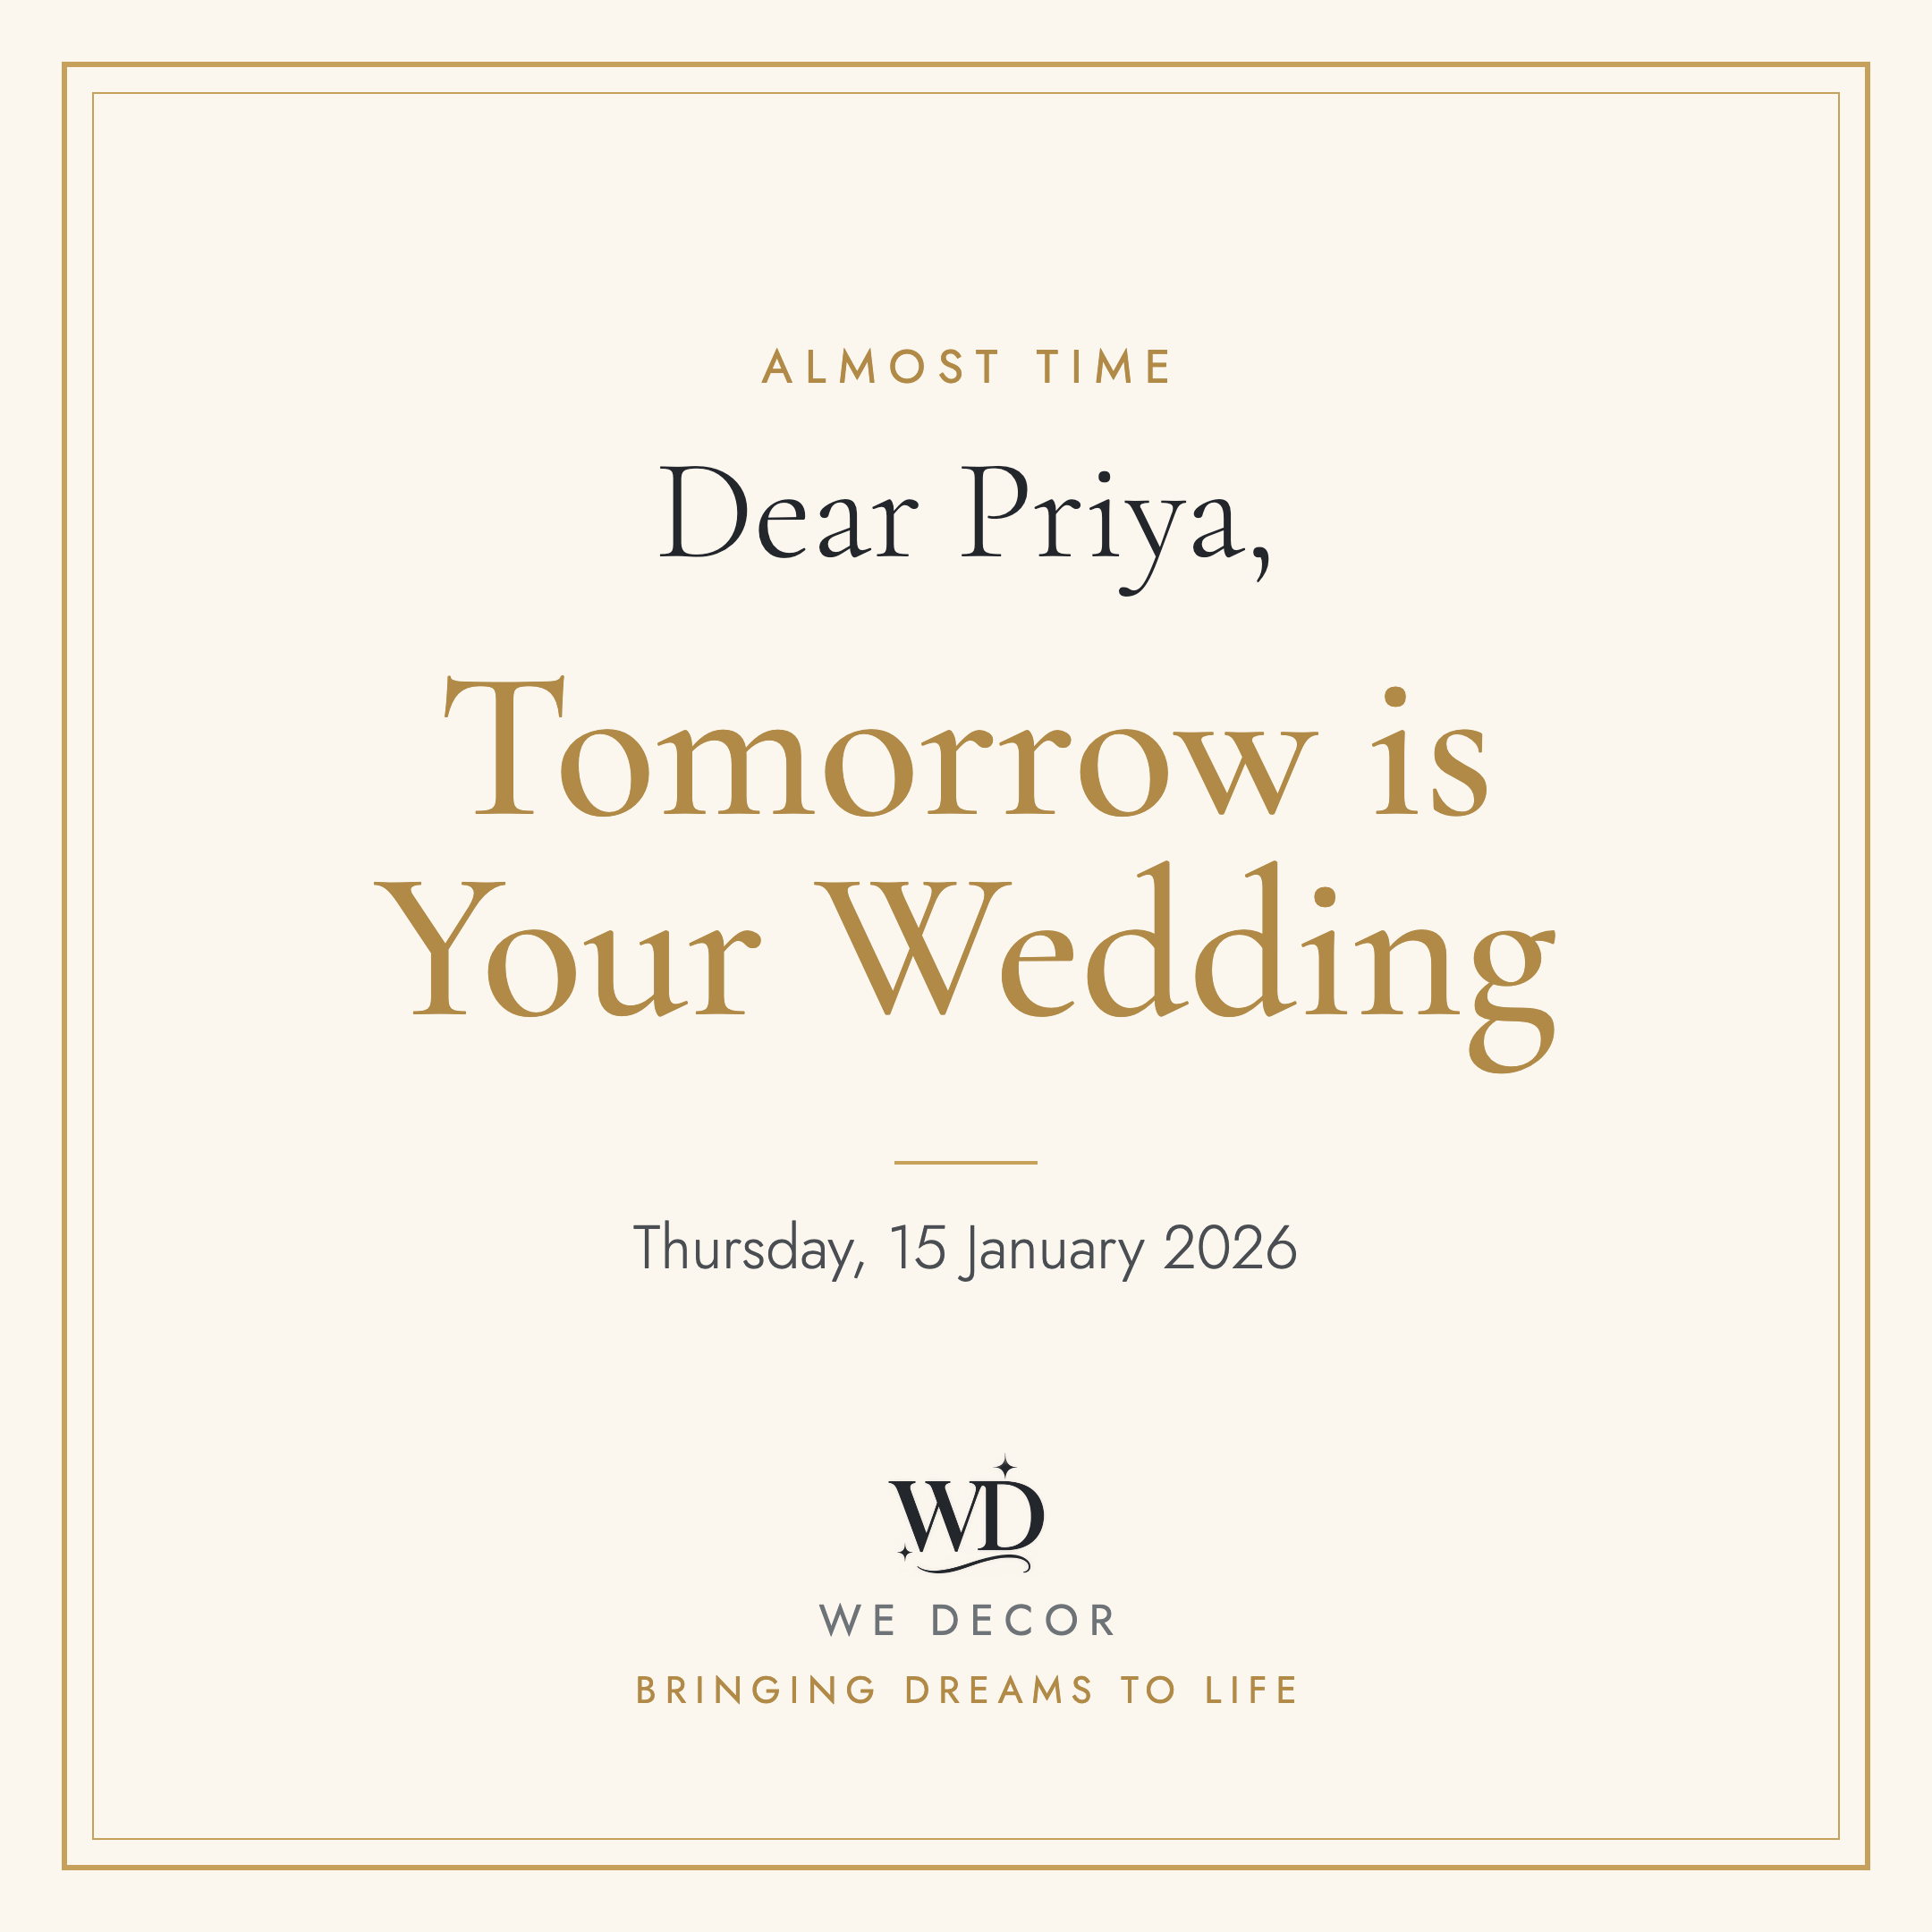 ALMOST TIME
Dear Priya,
Tomorrow is
Your Wedding
Thursday, 15 January 2026
WD
WE DECOR
BRINGING DREAMS TO LIFE